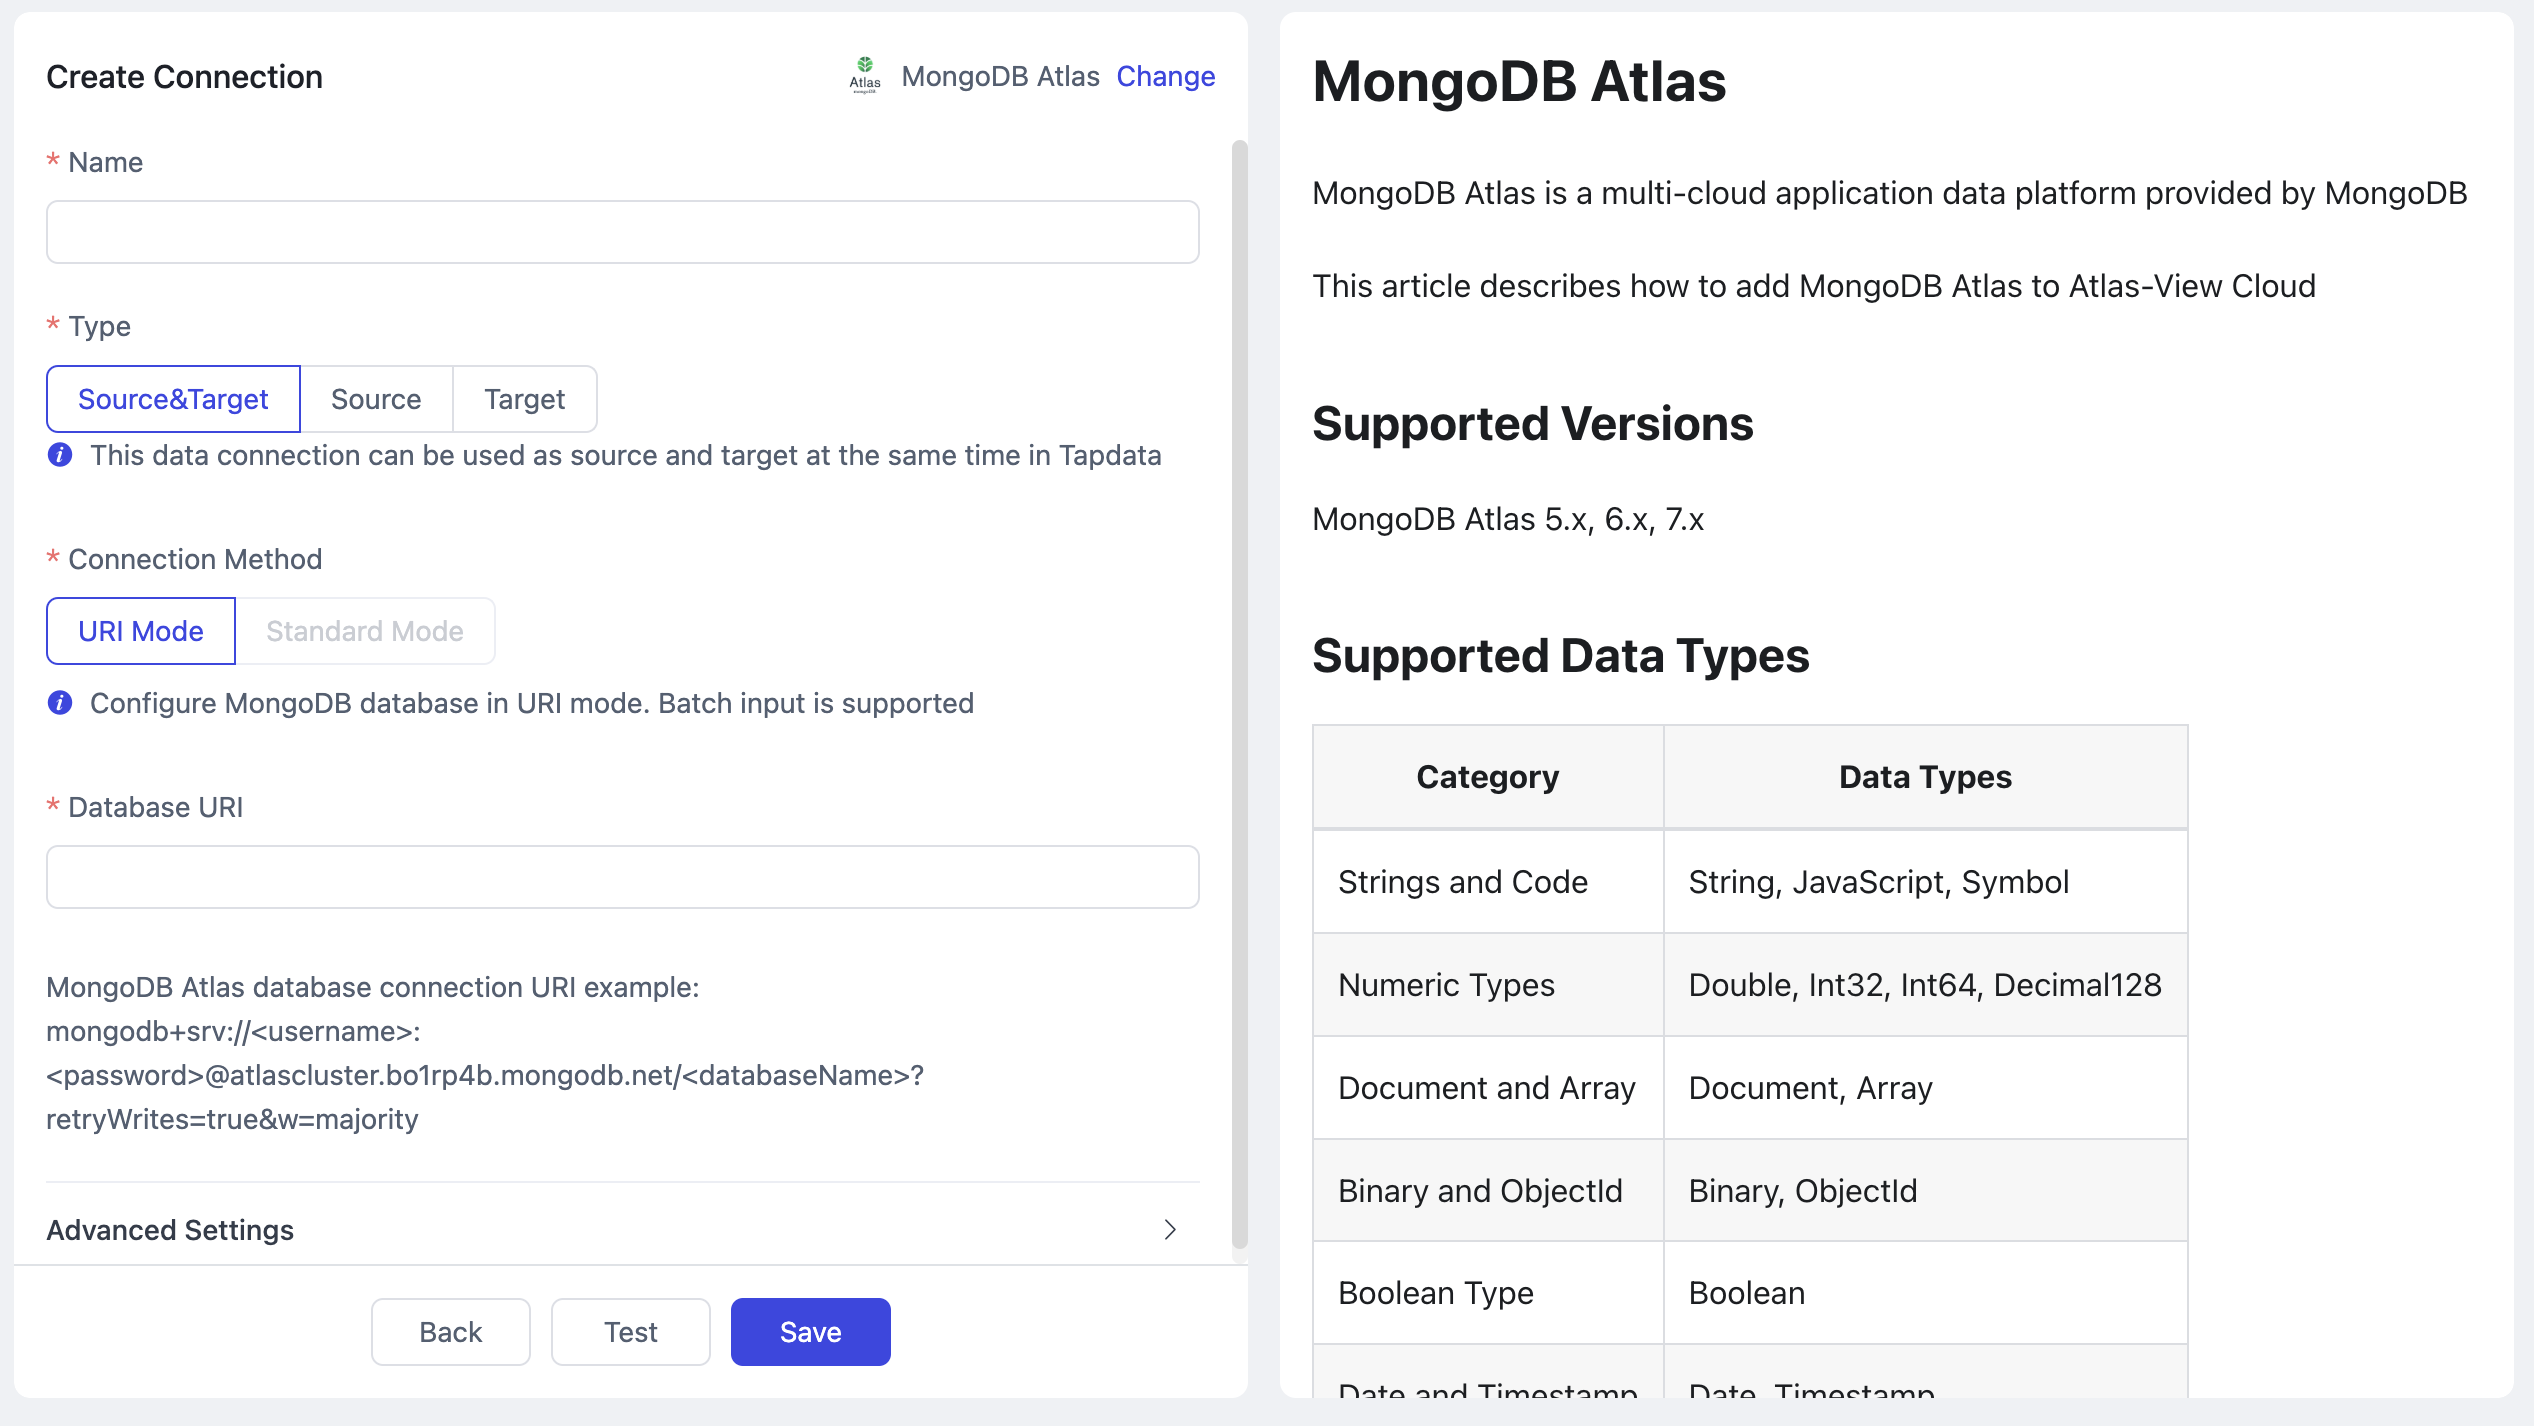 Create Connection
Atlas
MongoDB Atlas Change
* Name
* Type
Source&Target Source Target
This data connection can be used as source and target at the same time in Tapdata
* Connection Method
URI Mode Standard Mode
Configure MongoDB database in URI mode. Batch input is supported
* Database URI
MongoDB Atlas database connection URI example:
mongodb+srv://<username>:
<password>@atlascluster.bo1rp4b.mongodb.net/<databaseName>?
retryWrites=true&w=majority
Advanced Settings
Back Test Save
MongoDB Atlas
MongoDB Atlas is a multi-cloud application data platform provided by MongoDB
This article describes how to add MongoDB Atlas to Atlas-View Cloud
Supported Versions
MongoDB Atlas 5.x, 6.x, 7.x
Supported Data Types
Category Data Types
Strings and Code String, JavaScript, Symbol
Numeric Types Double, Int32, Int64, Decimal128
Document and Array Document, Array
Binary and ObjectId Binary, ObjectId
Boolean Type Boolean
Date and Timestamp Date, Timestamp